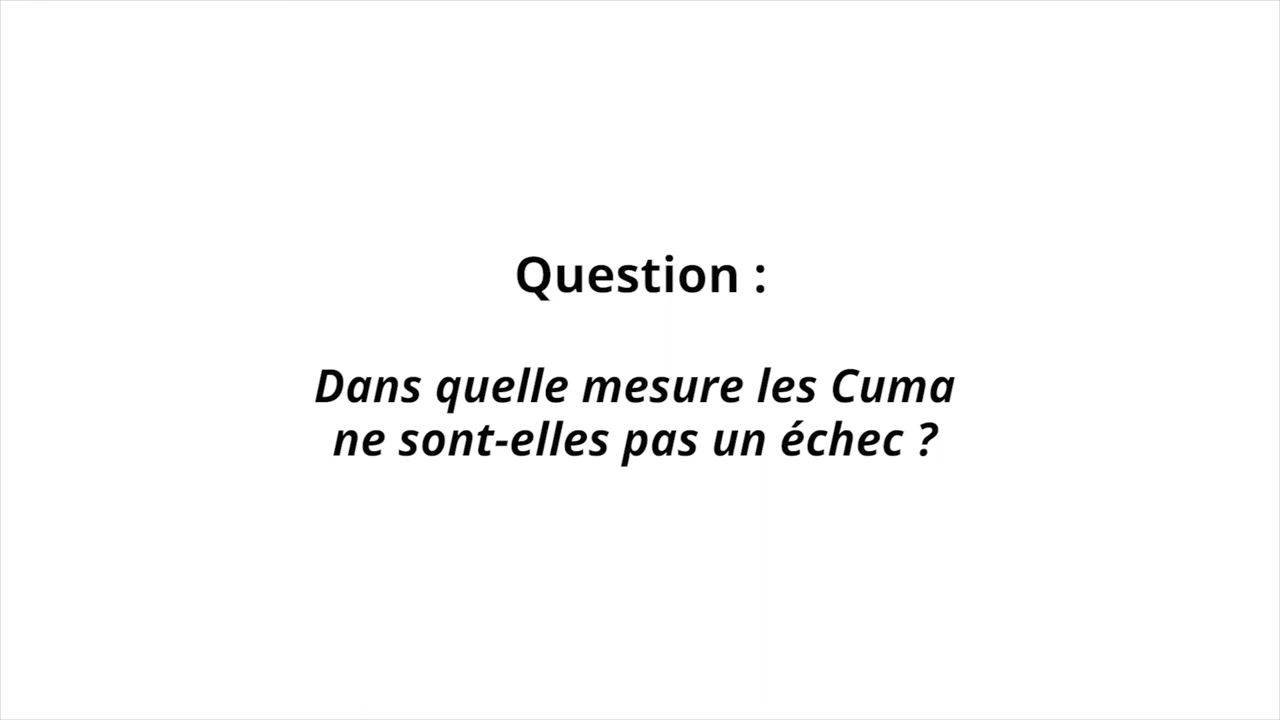 Question :
Dans quelle mesure les Cuma
ne sont-elles pas un échec ?